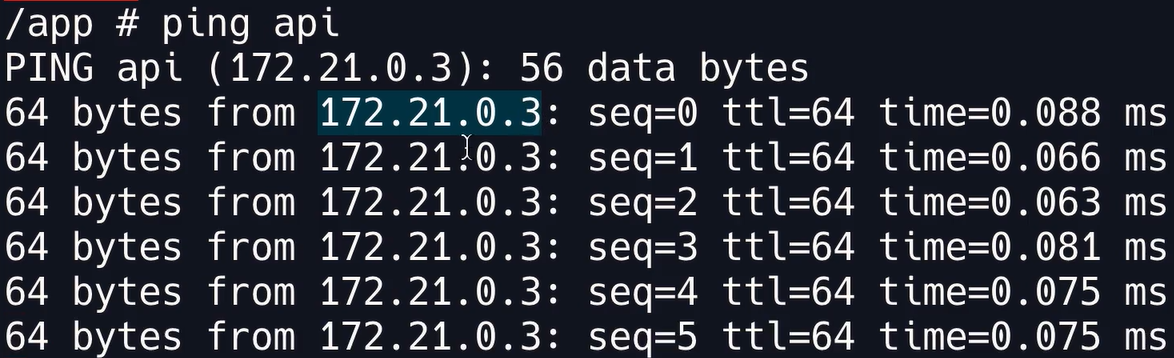 /app # ping api
PING api (172.21.0.3): 56 data bytes
64 bytes from 172.21.0.3: seq=0 ttl=64 time=0.088 ms
64 bytes from 172.21.0.3: seq=1 ttl=64 time=0.066 ms
64 bytes from 172.21.0.3: seq=2 ttl=64 time=0.063 ms
64 bytes from 172.21.0.3: seq=3 ttl=64 time=0.081 ms
64 bytes from 172.21.0.3: seq=4 ttl=64 time=0.075 ms
64 bytes from 172.21.0.3: seq=5 ttl=64 time=0.075 ms